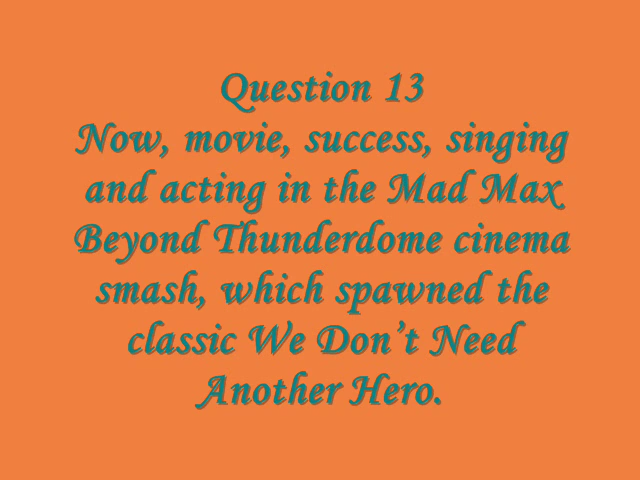 Question 13
Now, movie, success, singing
and acting in the Mad Max
Beyond Thunderdome cinema
smash, which spawned the
classic We Don’t Need
Another Hero.